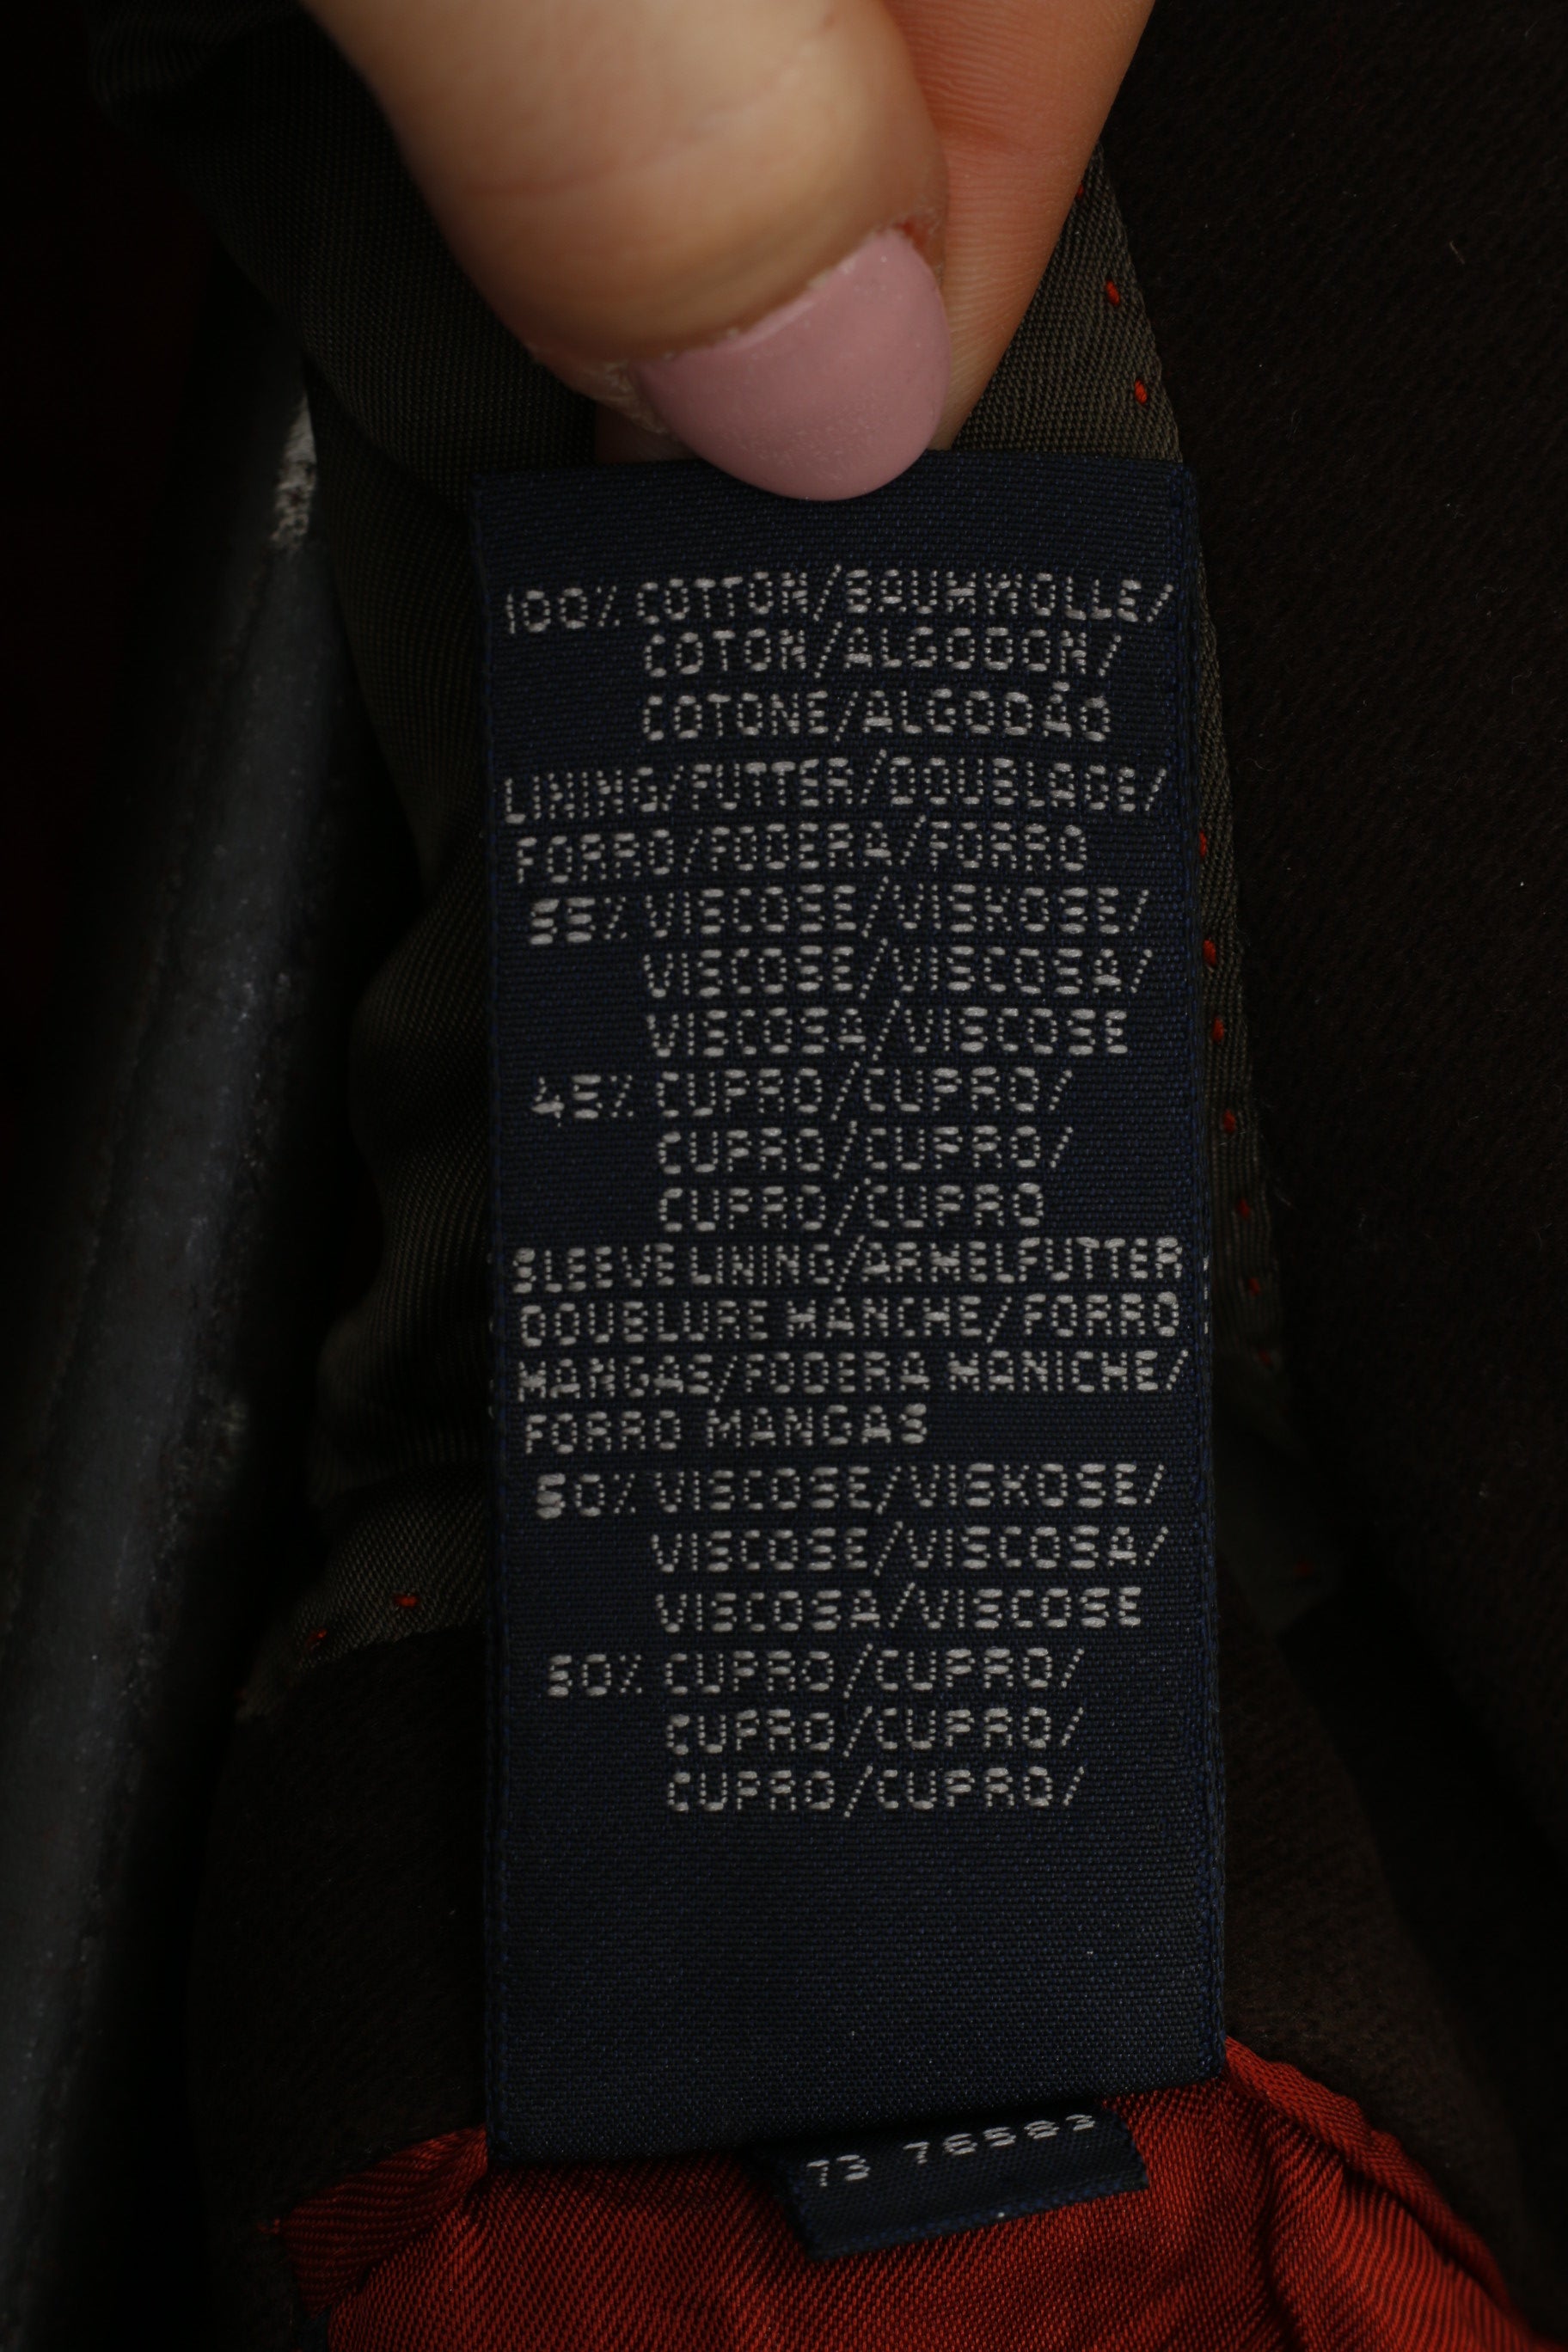 100% COTTON/BAUMWOLLE/
COTON/ALGODON/
COTONE/ALGODÃO
LINING/FUTTER/DOUBLAGE/
FORRO/FODERA/FORRO
55% VISCOSE/VISKOSE/
VISCOSE/VISCOSA/
VISCOSA/VISCOSE
45% CUPRO/CUPRO/
CUPRO/CUPRO/
CUPRO/CUPRO
SLEEVE LINING/ARMELFUTTER
DOUBLURE MANCHE/FORRO
MANGAS/FODERA MANICHE/
FORRO MANGAS
50% VISCOSE/VISKOSE/
VISCOSE/VISCOSA/
VISCOSA/VISCOSE
50% CUPRO/CUPRO/
CUPRO/CUPRO/
CUPRO/CUPRO/
73 76583